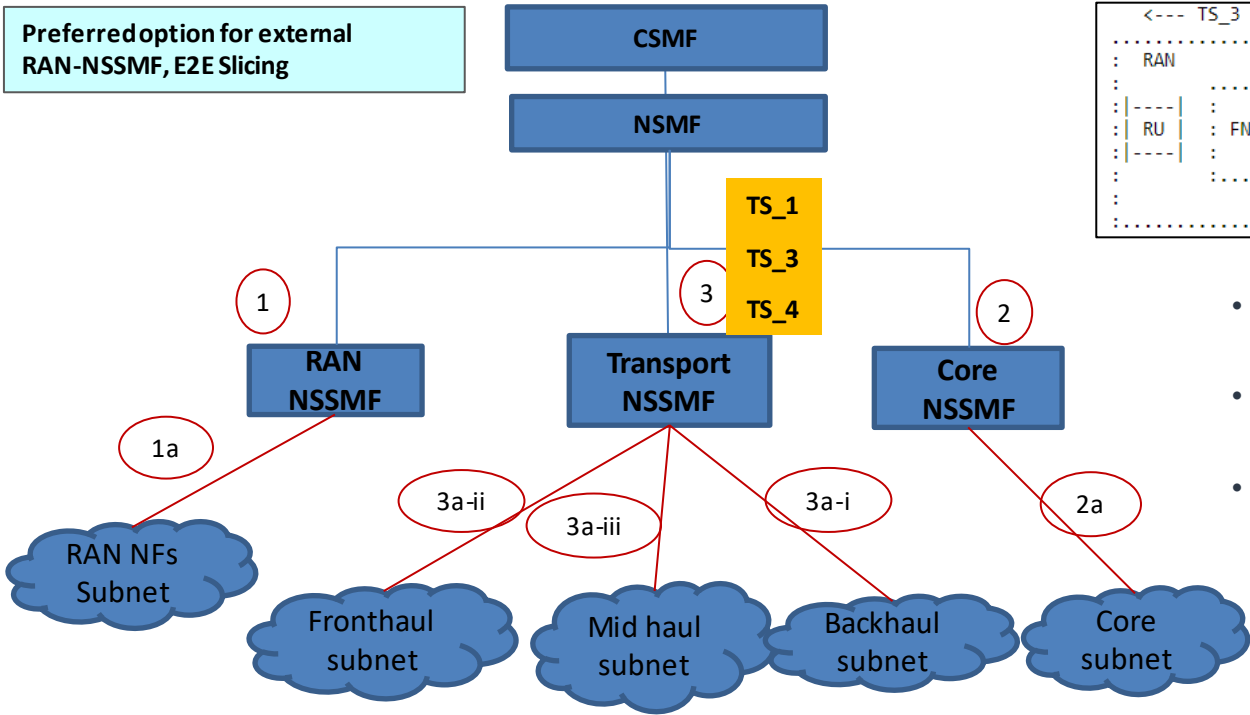 Preferred option for external
RAN-NSSMF, E2E Slicing
CSMF
NSMF
<--- TS_3
: RAN
:|----| :
:| RU | : FN
:|----| :
TS_1
TS_3
TS_4
1
3
2
RAN
NSSMF
Transport
NSSMF
Core
NSSMF
1a
3a-ii
3a-iii
3a-i
2a
RAN NFs
Subnet
Fronthaul
subnet
Mid haul
subnet
Backhaul
subnet
Core
subnet